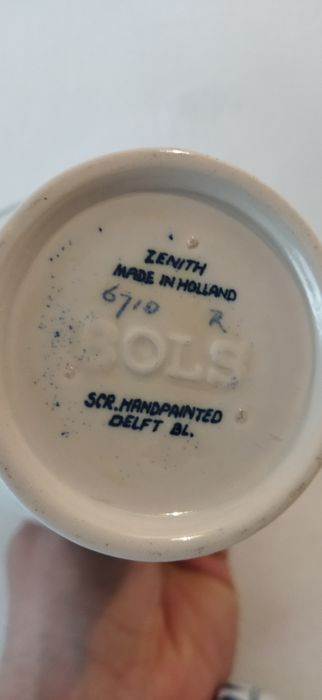 ZENITH
MADE IN HOLLAND
6710 R
BOLS
SCR. HANDPAINTED
DELFT BL.